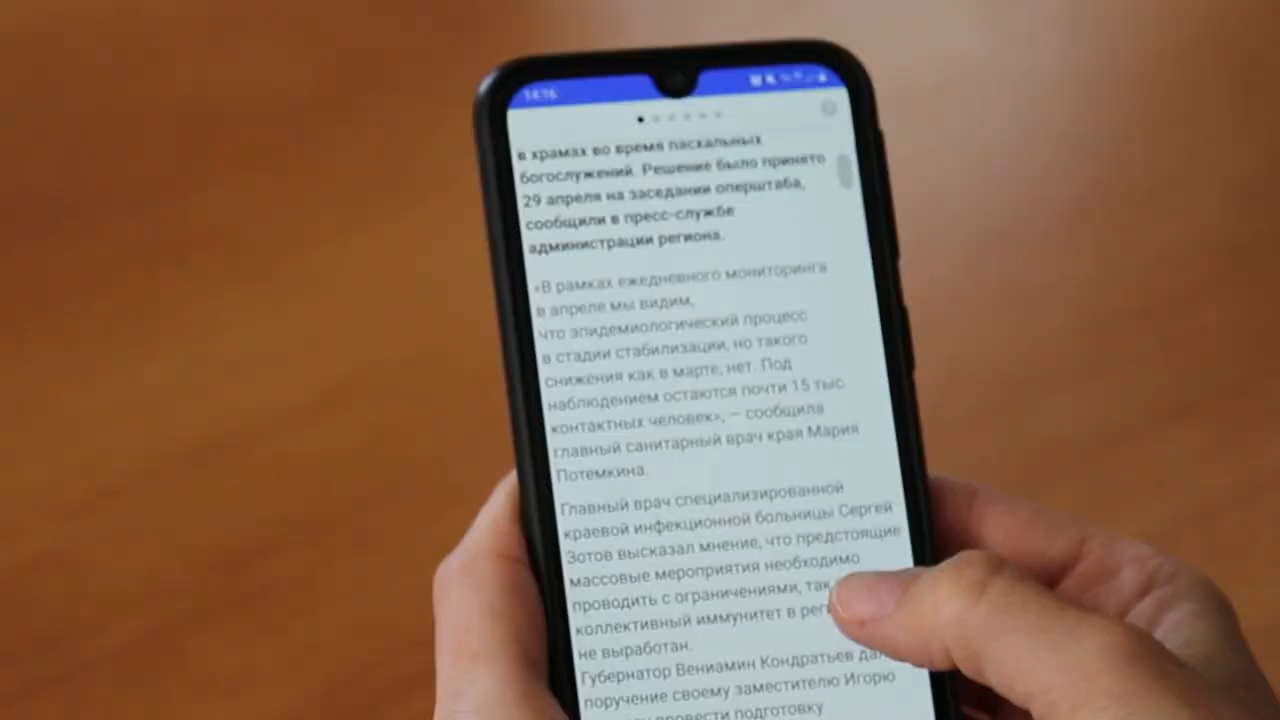 14:16
в храмах во время пасхальных
богослужений. Решение было принято
29 апреля на заседании оперштаба,
сообщили в пресс-службе
администрации региона.
«В рамках ежедневного мониторинга
в апреле мы видим,
что эпидемиологический процесс
в стадии стабилизации, но такого
снижения как в марте, нет. Под
наблюдением остаются почти 15 тыс.
контактных человек», — сообщила
главный санитарный врач края Мария
Потемкина.
Главный врач специализированной
краевой инфекционной больницы Сергей
Зотов высказал мнение, что предстоящие
массовые мероприятия необходимо
проводить с ограничениями, так
коллективный иммунитет в
не выработан.
Губернатор Вениамин Кондратьев
поручение своему заместителю Игорю
провести подготовку